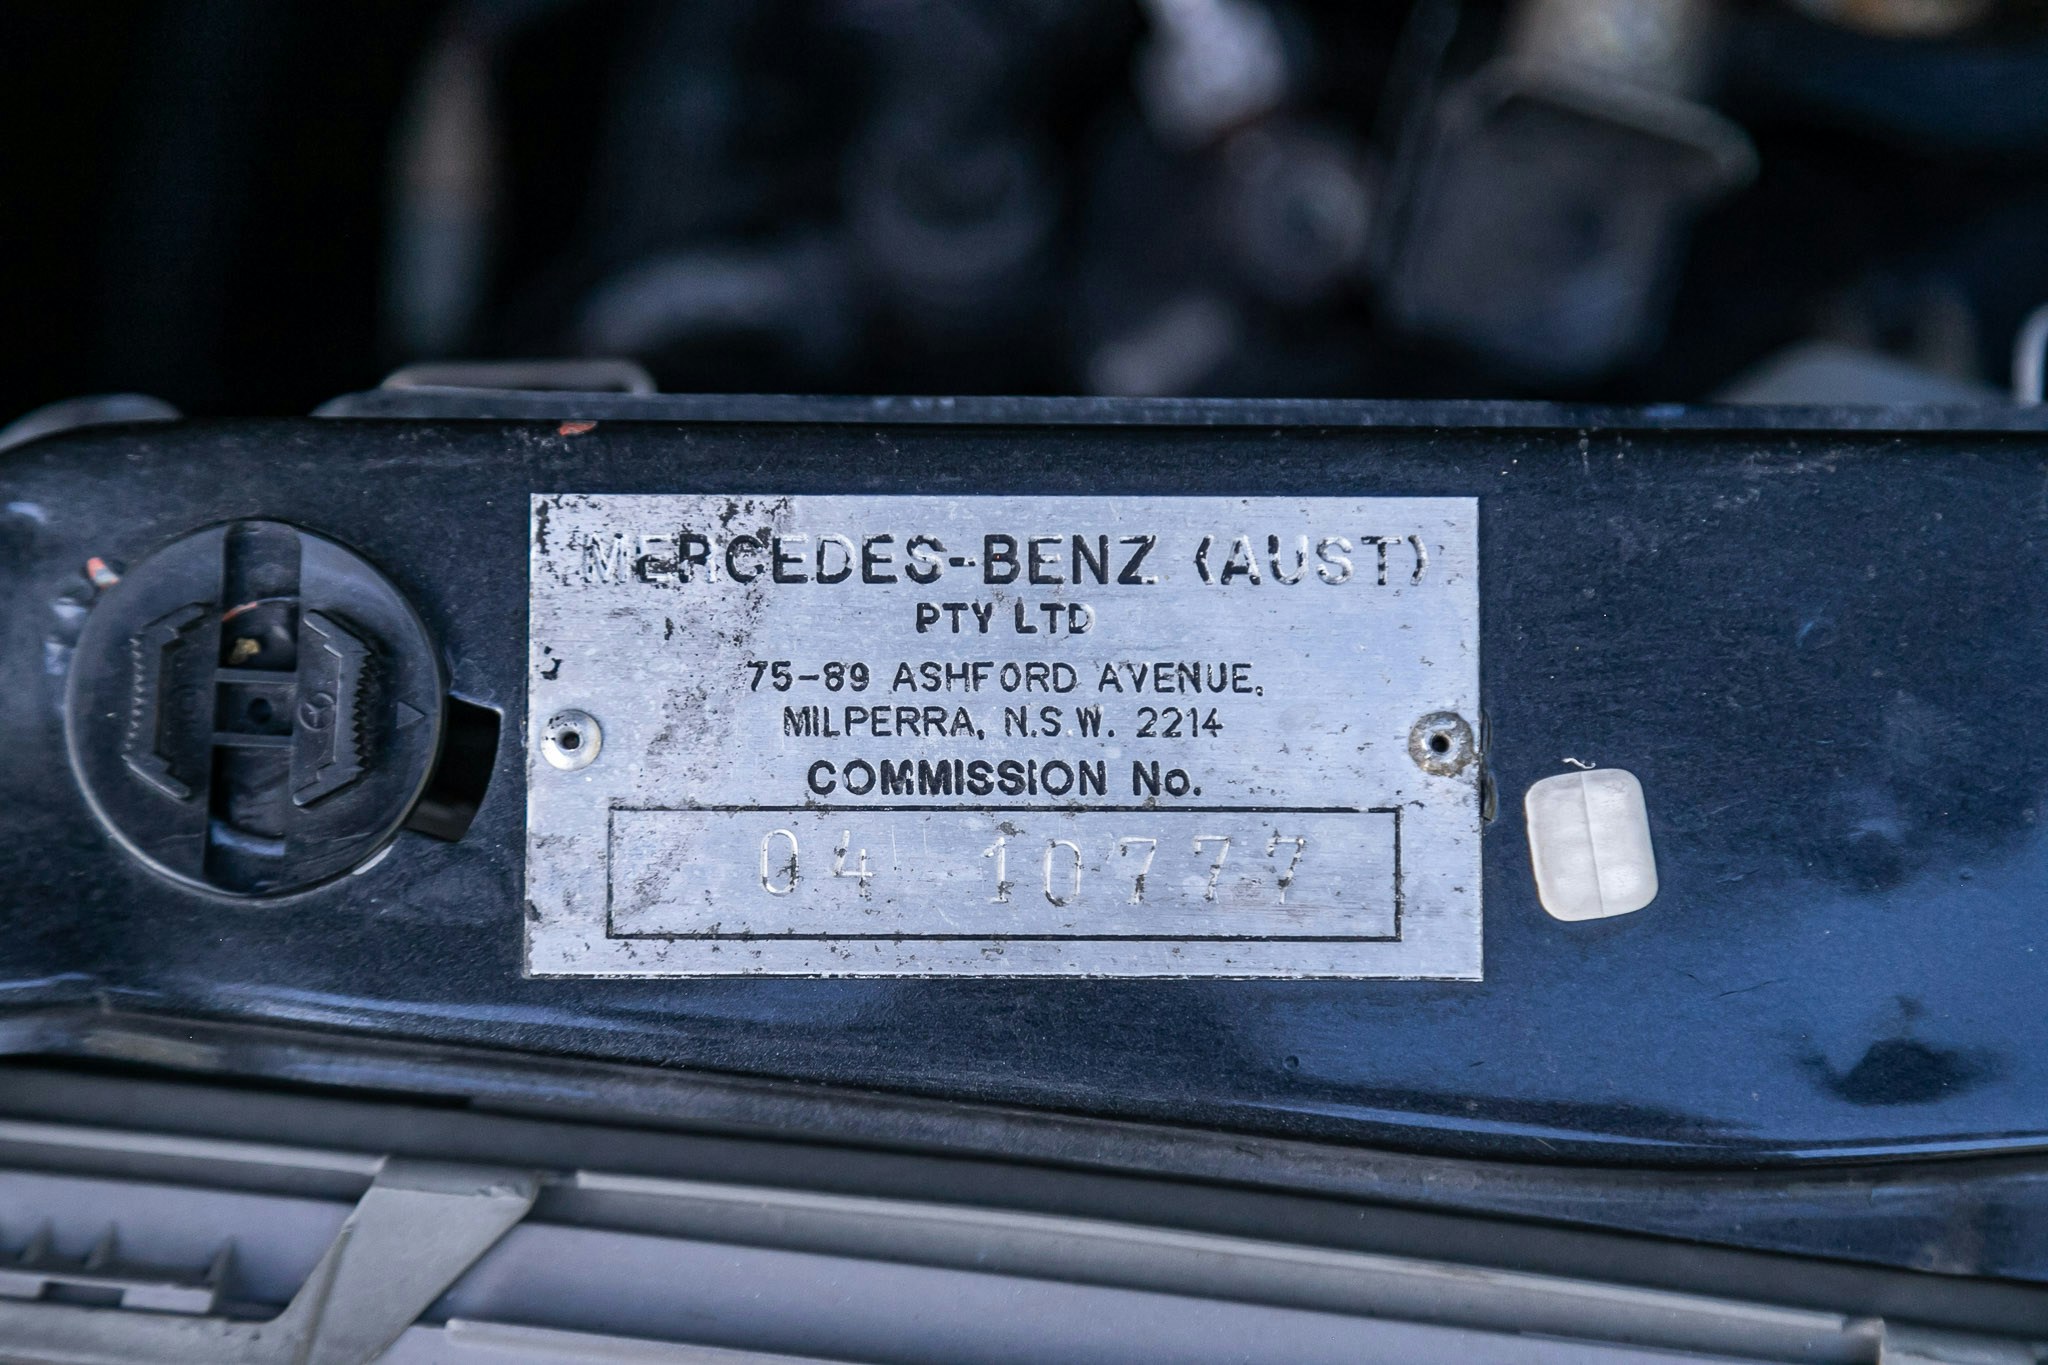 MERCEDES-BENZ (AUST)
PTY LTD
75-89 ASHFORD AVENUE,
MILPERRA, N.S.W. 2214
COMMISSION No.
04 10777